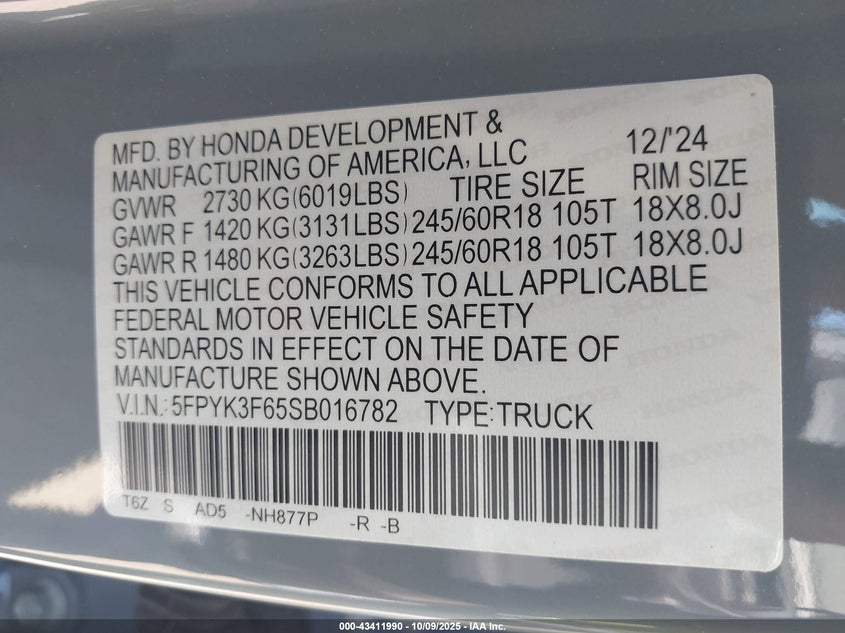 MFD. BY HONDA DEVELOPMENT &
MANUFACTURING OF AMERICA, LLC 12/'24
GVWR 2730 KG(6019LBS) TIRE SIZE RIM SIZE
GAWR F 1420 KG(3131LBS) 245/60R18 105T 18X8.0J
GAWR R 1480 KG(3263LBS) 245/60R18 105T 18X8.0J
THIS VEHICLE CONFORMS TO ALL APPLICABLE
FEDERAL MOTOR VEHICLE SAFETY
STANDARDS IN EFFECT ON THE DATE OF
MANUFACTURE SHOWN ABOVE.
V.I.N.: 5FPYK3F65SB016782 TYPE: TRUCK
T6Z S AD5 -NH877P -R -B
000-43411990 - 10/09/2025 - IAA Inc.